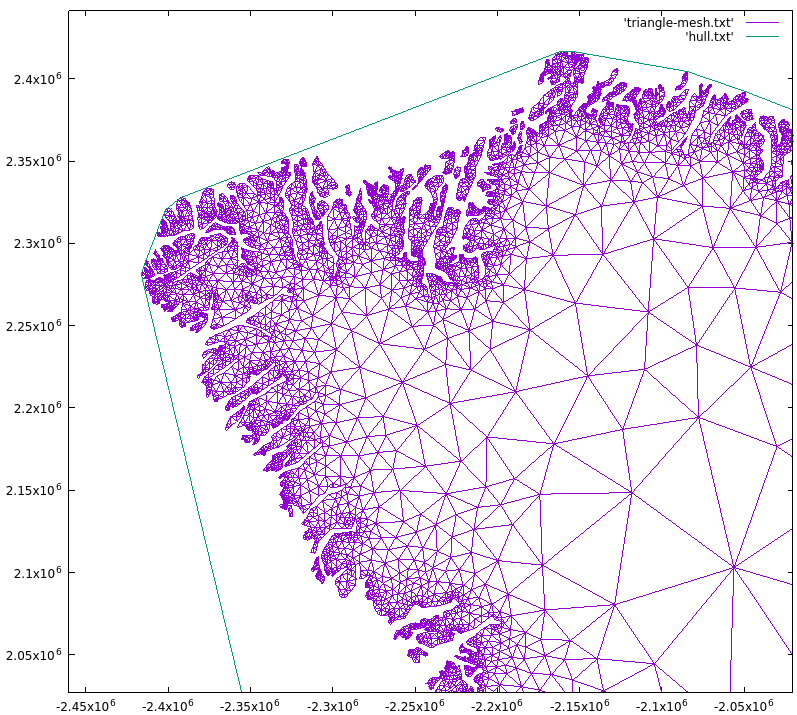 'triangle-mesh.txt'
'hull.txt'
2.4x10⁶
2.35x10⁶
2.3x10⁶
2.25x10⁶
2.2x10⁶
2.15x10⁶
2.1x10⁶
2.05x10⁶
-2.45x10⁶ -2.4x10⁶ -2.35x10⁶ -2.3x10⁶ -2.25x10⁶ -2.2x10⁶ -2.15x10⁶ -2.1x10⁶ -2.05x10⁶